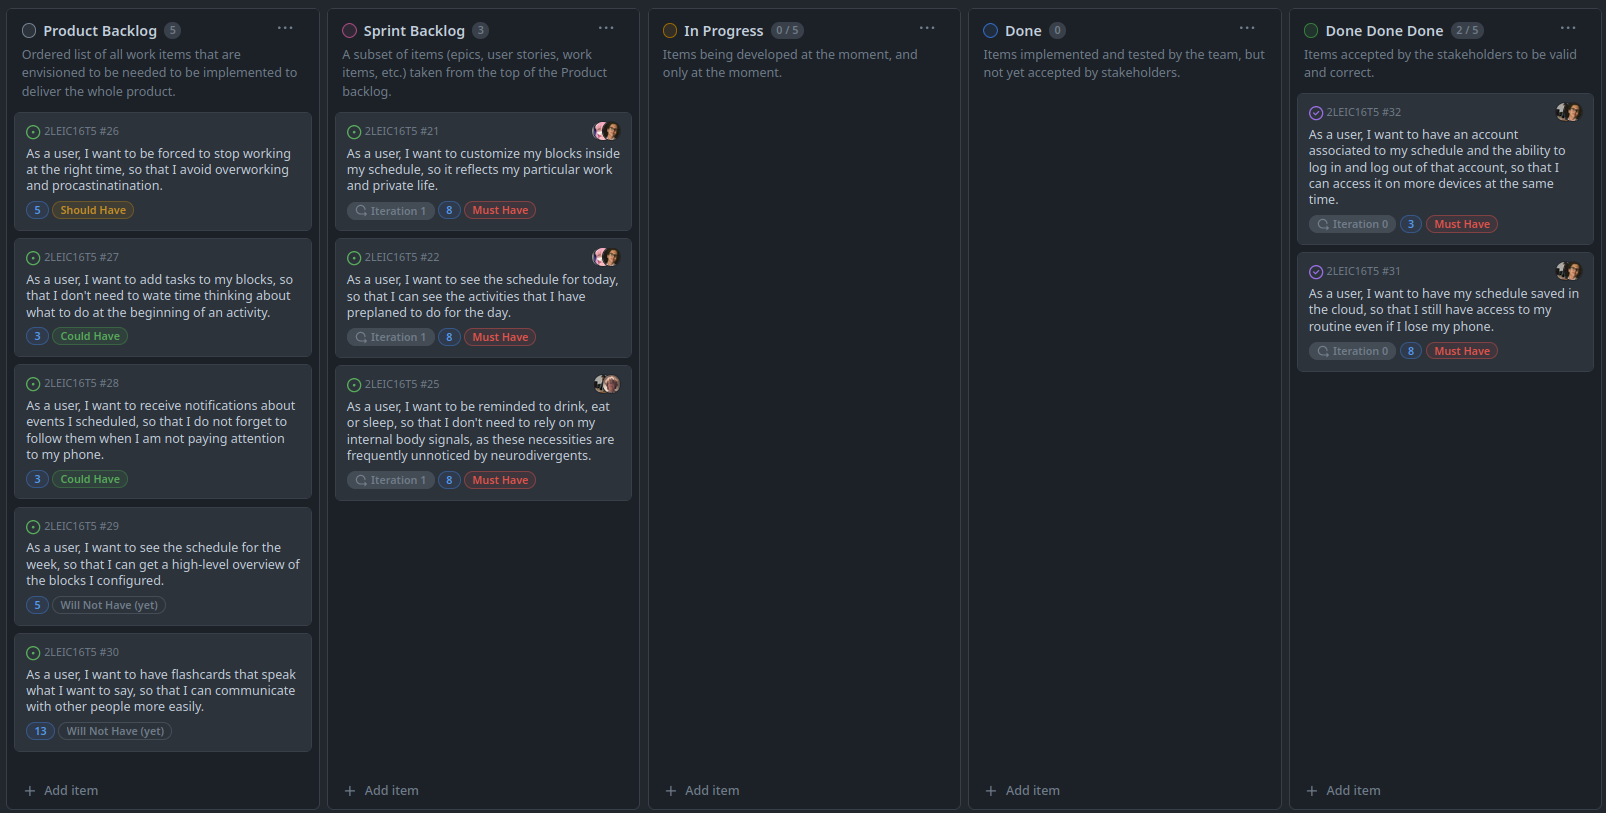 Product Backlog 5 ...
Ordered list of all work items that are
envisioned to be needed to be implemented to
deliver the whole product.
2LEIC16T5 #26
As a user, I want to be forced to stop working
at the right time, so that I avoid overworking
and procastinatination.
5 Should Have
2LEIC16T5 #27
As a user, I want to add tasks to my blocks, so
that I don't need to wate time thinking about
what to do at the beginning of an activity.
3 Could Have
2LEIC16T5 #28
As a user, I want to receive notifications about
events I scheduled, so that I do not forget to
follow them when I am not paying attention
to my phone.
3 Could Have
2LEIC16T5 #29
As a user, I want to see the schedule for the
week, so that I can get a high-level overview of
the blocks I configured.
5 Will Not Have (yet)
2LEIC16T5 #30
As a user, I want to have flashcards that speak
what I want to say, so that I can communicate
with other people more easily.
13 Will Not Have (yet)
+ Add item
Sprint Backlog 3 ...
A subset of items (epics, user stories, work
items, etc.) taken from the top of the Product
backlog.
2LEIC16T5 #21
As a user, I want to customize my blocks inside
my schedule, so it reflects my particular work
and private life.
Iteration 1 8 Must Have
2LEIC16T5 #22
As a user, I want to see the schedule for today,
so that I can see the activities that I have
preplaned to do for the day.
Iteration 1 8 Must Have
2LEIC16T5 #25
As a user, I want to be reminded to drink, eat
or sleep, so that I don't need to rely on my
internal body signals, as these necessities are
frequently unnoticed by neurodivergents.
Iteration 1 8 Must Have
+ Add item
In Progress 0 / 5 ...
Items being developed at the moment, and
only at the moment.
+ Add item
Done 0 ...
Items implemented and tested by the team, but
not yet accepted by stakeholders.
+ Add item
Done Done Done 2 / 5 ...
Items accepted by the stakeholders to be valid
and correct.
2LEIC16T5 #32
As a user, I want to have an account
associated to my schedule and the ability to
log in and log out of that account, so that I
can access it on more devices at the same
time.
Iteration 0 3 Must Have
2LEIC16T5 #31
As a user, I want to have my schedule saved in
the cloud, so that I still have access to my
routine even if I lose my phone.
Iteration 0 8 Must Have
+ Add item